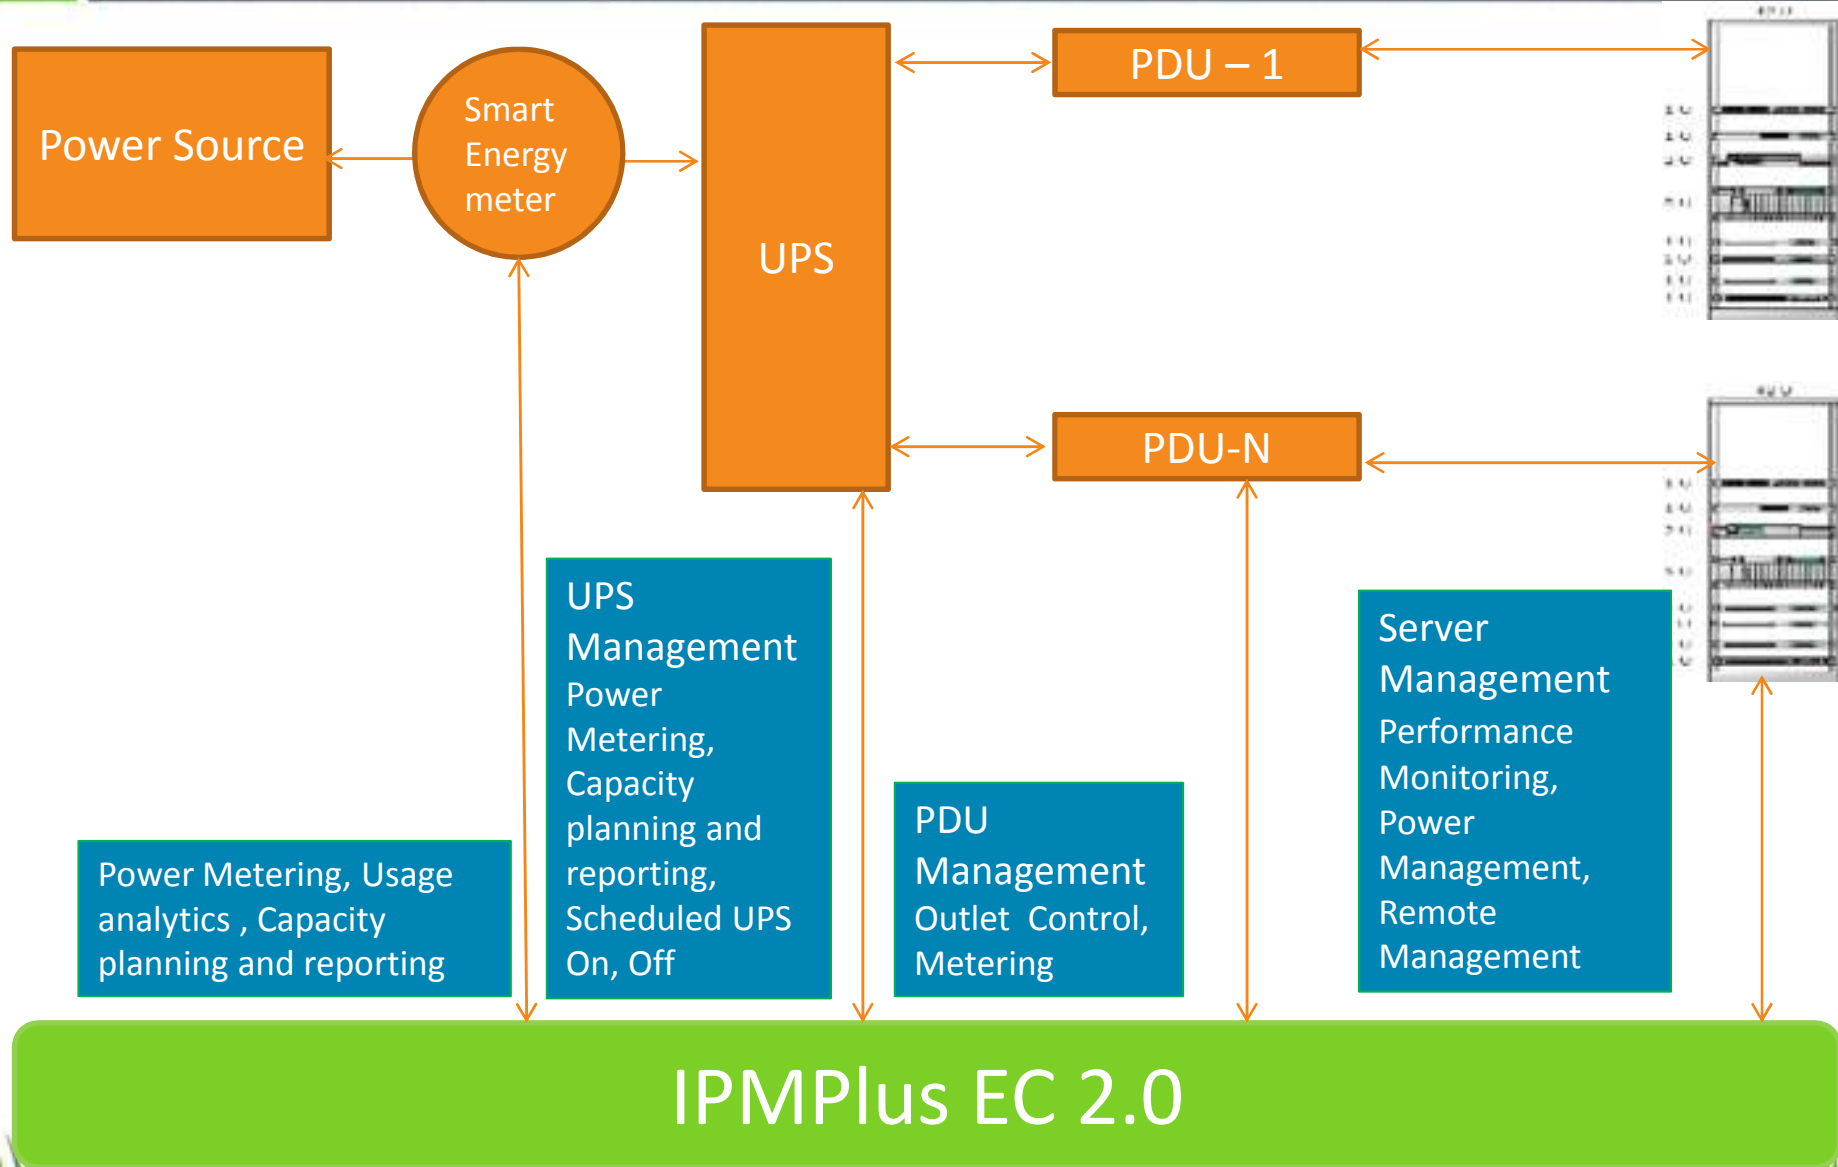 Power Source
Smart
Energy
meter
UPS
PDU – 1
PDU-N
42 U
UPS
Management
Power
Metering,
Capacity
planning and
reporting,
Scheduled UPS
On, Off
Server
Management
Performance
Monitoring,
Power
Management,
Remote
Management
PDU
Management
Outlet  Control,
Metering
Power Metering, Usage
analytics , Capacity
planning and reporting
IPMPlus EC 2.0